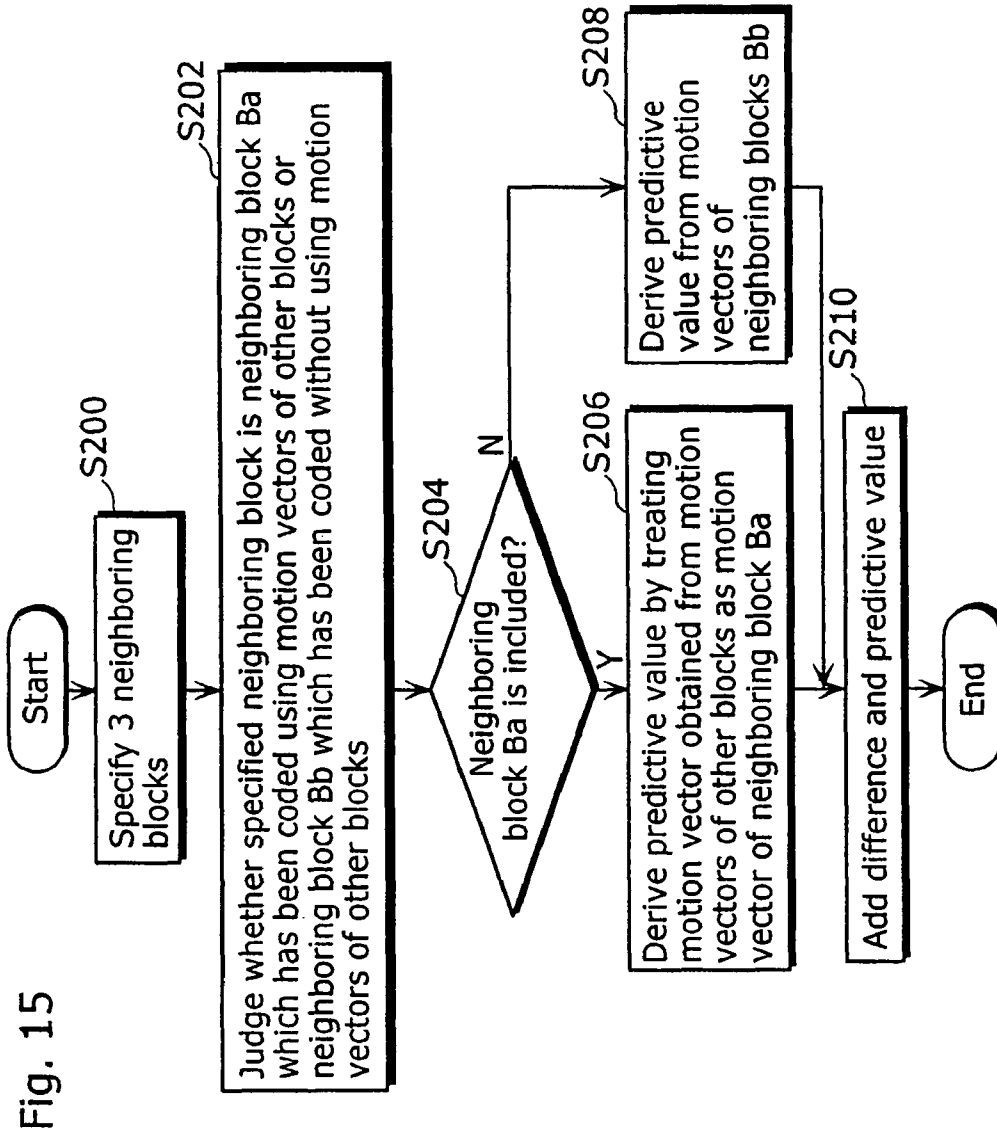 Fig. 15
Start
S200
Specify 3 neighboring
blocks
S202
Judge whether specified neighboring block is neighboring block Ba
which has been coded using motion vectors of other blocks or
neighboring block Bb which has been coded without using motion
vectors of other blocks
S204
Neighboring
block Ba is included?
N
Y
S206
Derive predictive value by treating
motion vector obtained from motion
vectors of other blocks as motion
vector of neighboring block Ba
S208
Derive predictive
value from motion
vectors of
neighboring blocks Bb
S210
Add difference and predictive value
End